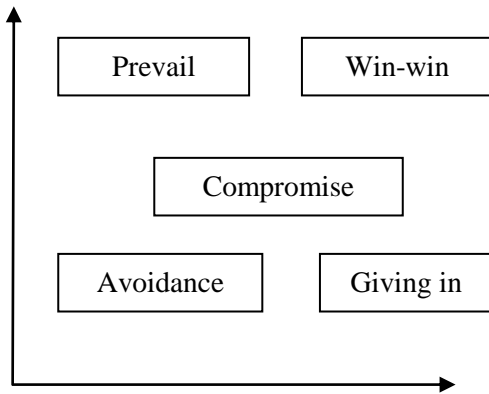 Prevail
Win-win
Compromise
Avoidance
Giving in